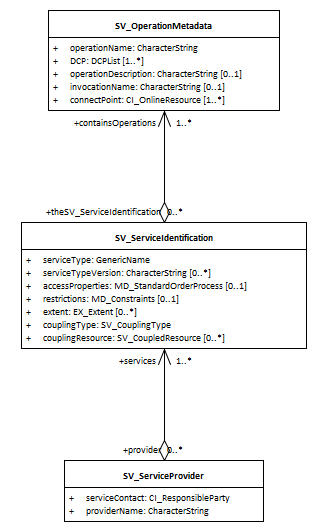 SV_OperationMetadata
+ operationName: CharacterString
+ DCP: DCPList [1..*]
+ operationDescription: CharacterString [0..1]
+ invocationName: CharacterString [0..1]
+ connectPoint: CI_OnlineResource [1..*]
+containsOperations 1..*
+theSV_ServiceIdentification 0..*
SV_ServiceIdentification
+ serviceType: GenericName
+ serviceTypeVersion: CharacterString [0..*]
+ accessProperties: MD_StandardOrderProcess [0..1]
+ restrictions: MD_Constraints [0..1]
+ extent: EX_Extent [0..*]
+ couplingType: SV_CouplingType
+ couplingResource: SV_CoupledResource [0..*]
+services 1..*
+provider 0..*
SV_ServiceProvider
+ serviceContact: CI_ResponsibleParty
+ providerName: CharacterString